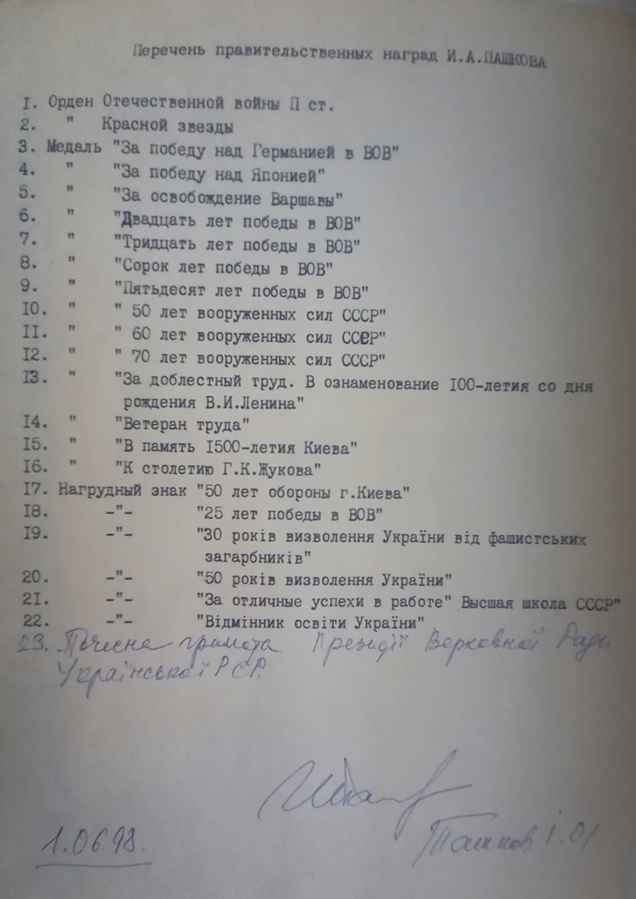 Перечень правительственных наград И.А.ПАШКОВА
I. Орден Отечественной войны П ст.
2. " Красной звезды
3. Медаль "За победу над Германией в ВОВ"
4. " "За победу над Японией"
5. " "За освобождение Варшавы"
6. " "Двадцать лет победы в ВОВ"
7. " "Тридцать лет победы в ВОВ"
8. " "Сорок лет победы в ВОВ"
9. " "Пятьдесят лет победы в ВОВ"
I0. " " 50 лет вооруженных сил СССР"
II. " " 60 лет вооруженных сил СССР"
I2. " " 70 лет вооруженных сил СССР"
I3. " "За доблестный труд. В ознаменование I00-летия со дня
рождения В.И.Ленина"
I4. " "Ветеран труда"
I5. " "В память I500-летия Киева"
I6. " "К столетию Г.К.Жукова"
I7. Нагрудный знак "50 лет обороны г.Киева"
I8. -"- "25 лет победы в ВОВ"
I9. -"- "30 років визволення України від фашистських
загарбників"
20. -"- "50 років визволення України"
2I. -"- "За отличные успехи в работе" Высшая школа СССР"
22. -"- "Відмінник освіти України"
23. Почесна грамота Президії Верховної Ради
Української РСР.
1.06.98.
Пашков І.О